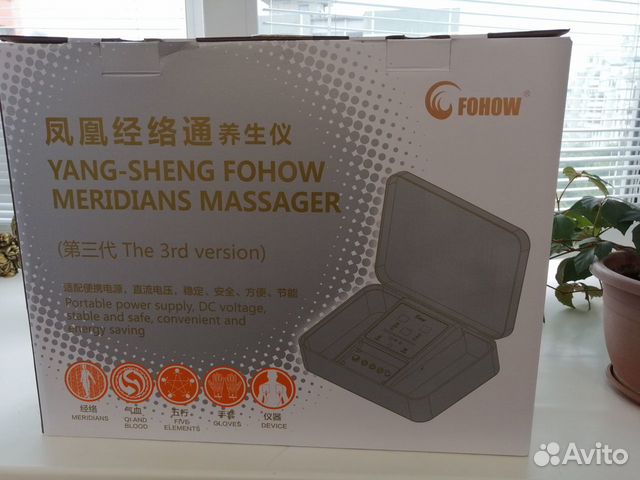 FOHOW®
凤凰经络通养生仪
YANG-SHENG FOHOW
MERIDIANS MASSAGER
(第三代 The 3rd version)
适配便携电源，直流电压，稳定、安全、方便、节能
Portable power supply, DC voltage,
stable and safe, convenient and
energy saving
经络 气血 五行 手套 仪器
MERIDIANS QI AND BLOOD FIVE ELEMENTS GLOVES DEVICE
Avito